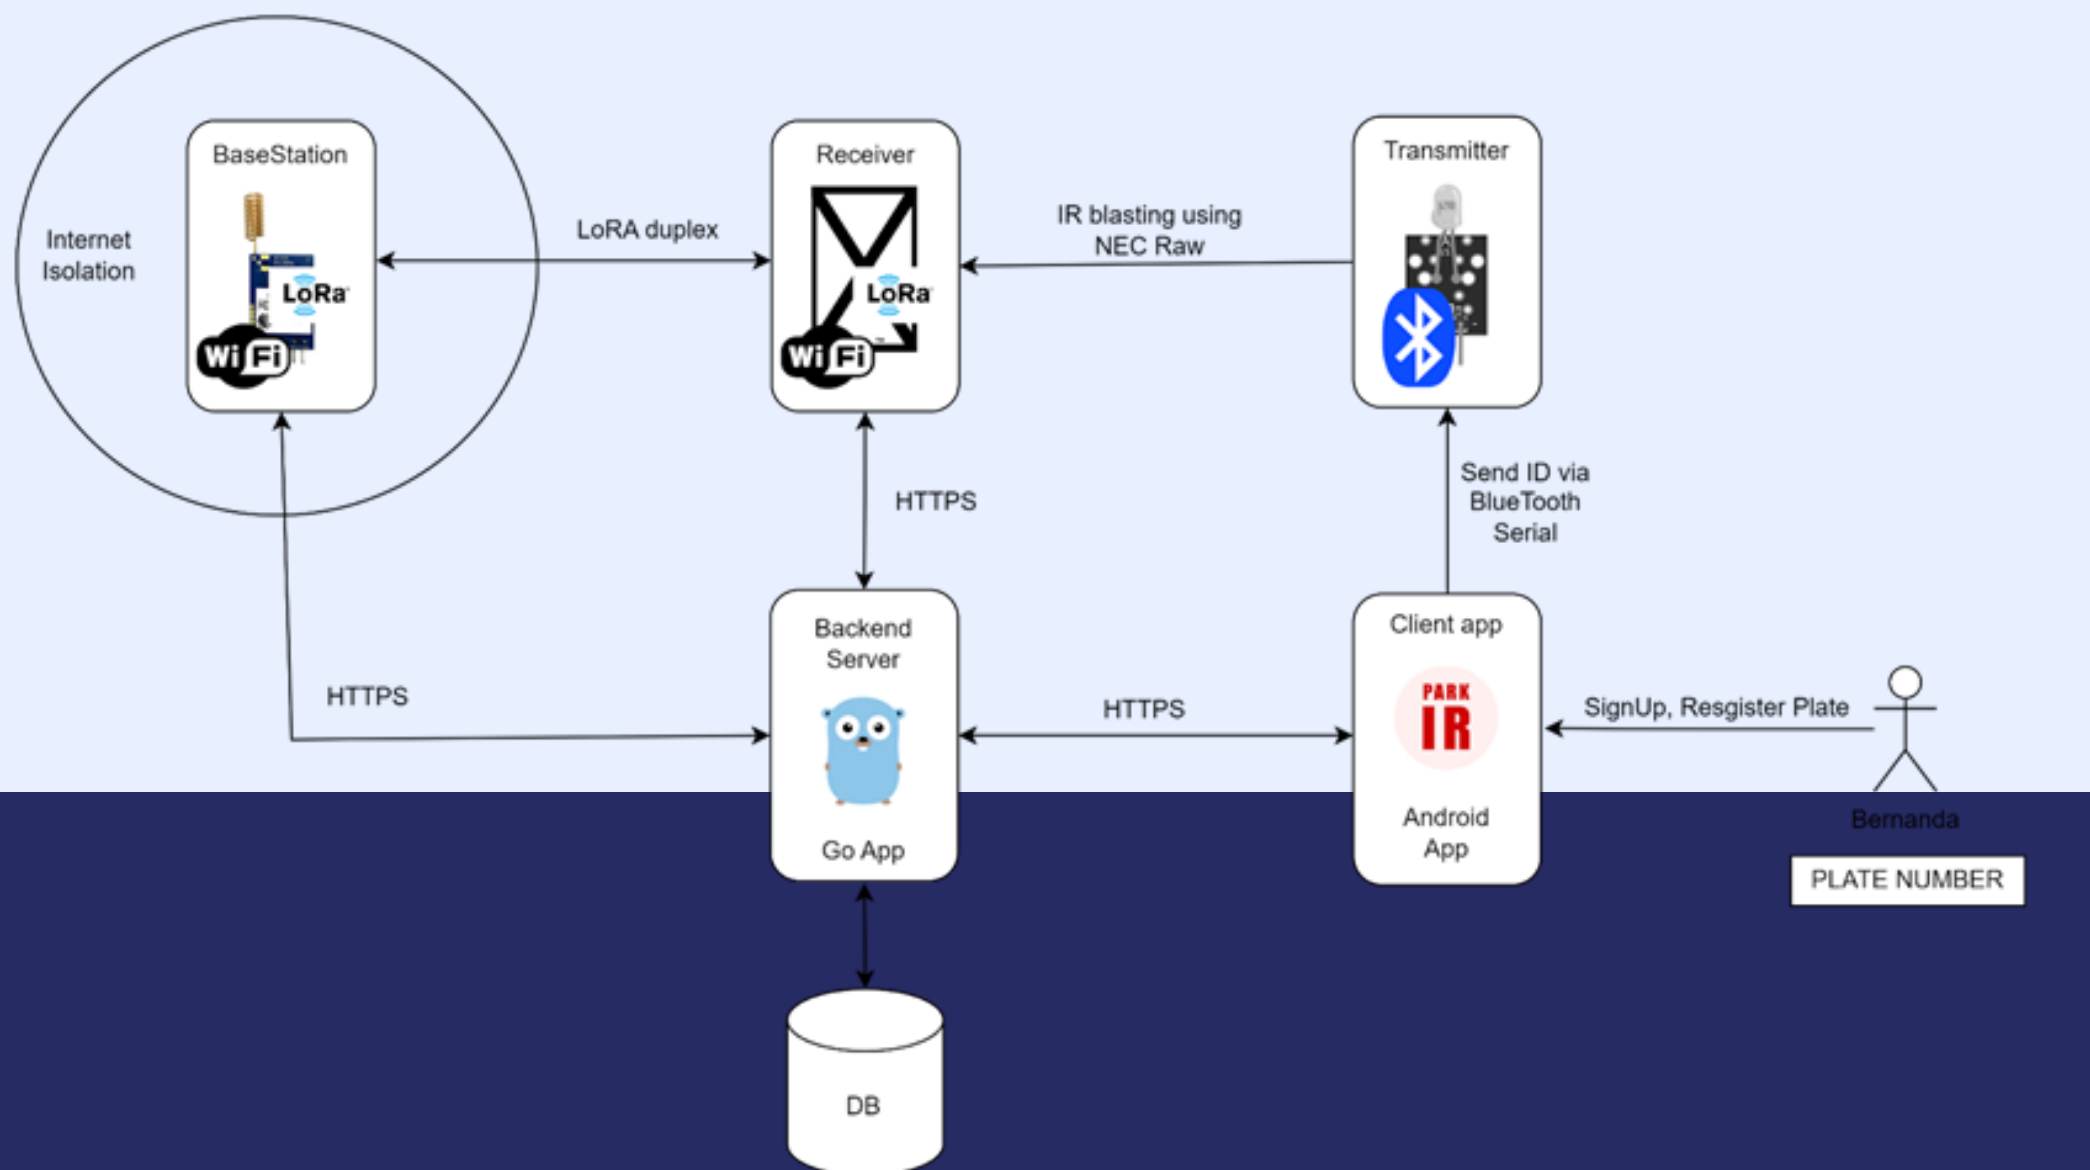 BaseStation
Internet
Isolation
LoRa
Wi Fi
LoRA duplex
Receiver
LoRa
Wi Fi
IR blasting using
NEC Raw
Transmitter
Send ID via
BlueTooth
Serial
HTTPS
HTTPS
Backend
Server
Go App
HTTPS
Client app
PARK
IR
Android
App
SignUp, Resgister Plate
Bernanda
PLATE NUMBER
DB